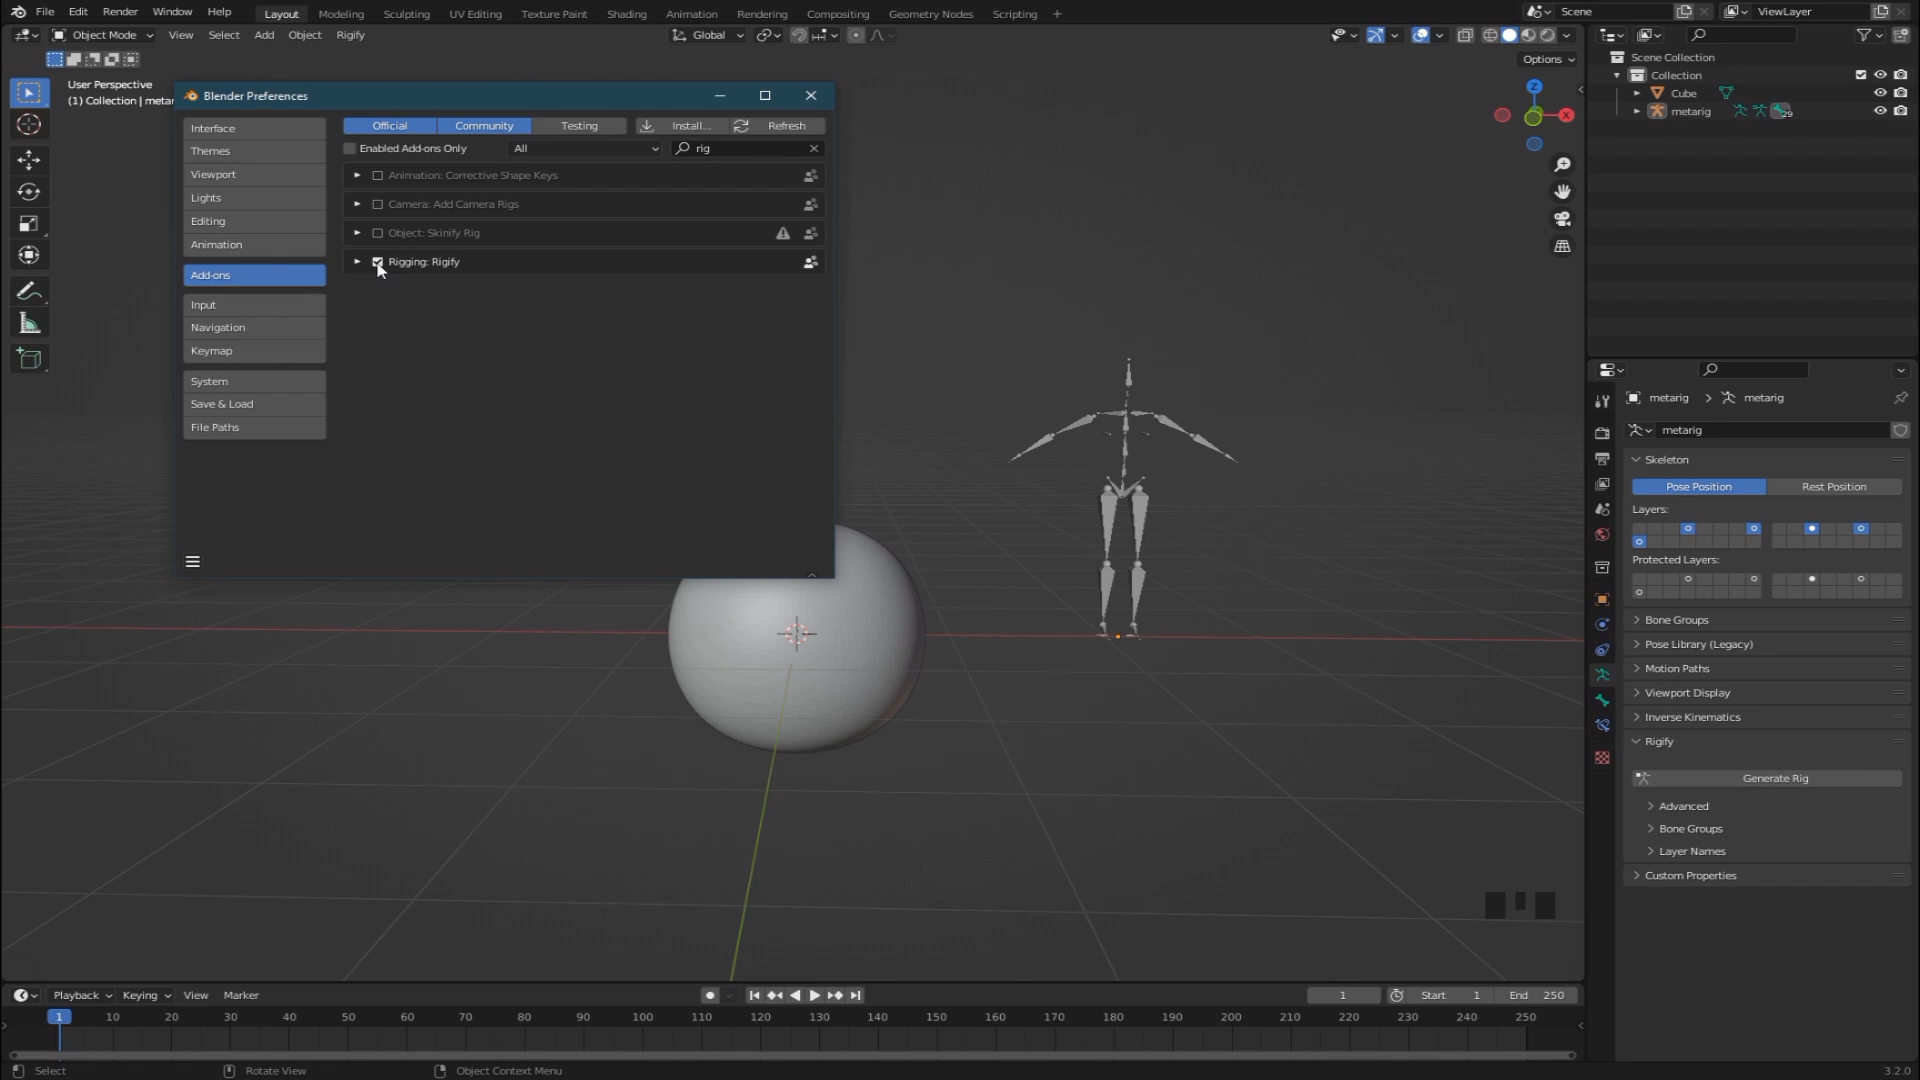 File Edit Render Window Help Layout Modeling Sculpting UV Editing Texture Paint Shading Animation Rendering Compositing Geometry Nodes Scripting + Scene ViewLayer
Object Mode View Select Add Object Rigify Global
Options
User Perspective
(1) Collection | metar
Blender Preferences
Interface
Themes
Viewport
Lights
Editing
Animation
Add-ons
Input
Navigation
Keymap
System
Save & Load
File Paths
Official Community Testing Install... Refresh
Enabled Add-ons Only All rig
Animation: Corrective Shape Keys
Camera: Add Camera Rigs
Object: Skinify Rig
Rigging: Rigify
Z
X
Scene Collection
Collection
Cube
metarig 29
metarig > metarig
metarig
Skeleton
Pose Position Rest Position
Layers:
Protected Layers:
Bone Groups
Pose Library (Legacy)
Motion Paths
Viewport Display
Inverse Kinematics
Rigify
Generate Rig
Advanced
Bone Groups
Layer Names
Custom Properties
Playback Keying View Marker 1 Start 1 End 250
1 10 20 30 40 50 60 70 80 90 100 110 120 130 140 150 160 170 180 190 200 210 220 230 240 250
Select Rotate View Object Context Menu 3.2.0